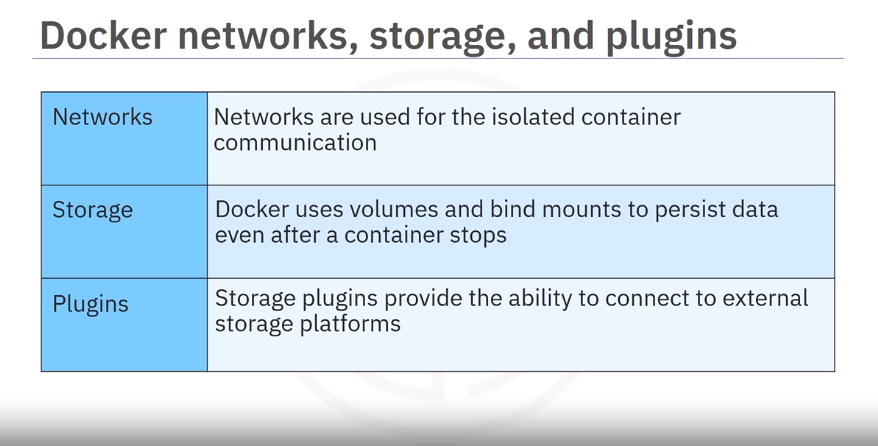 Docker networks, storage, and plugins
Networks
Networks are used for the isolated container
communication
Storage
Docker uses volumes and bind mounts to persist data
even after a container stops
Plugins
Storage plugins provide the ability to connect to external
storage platforms